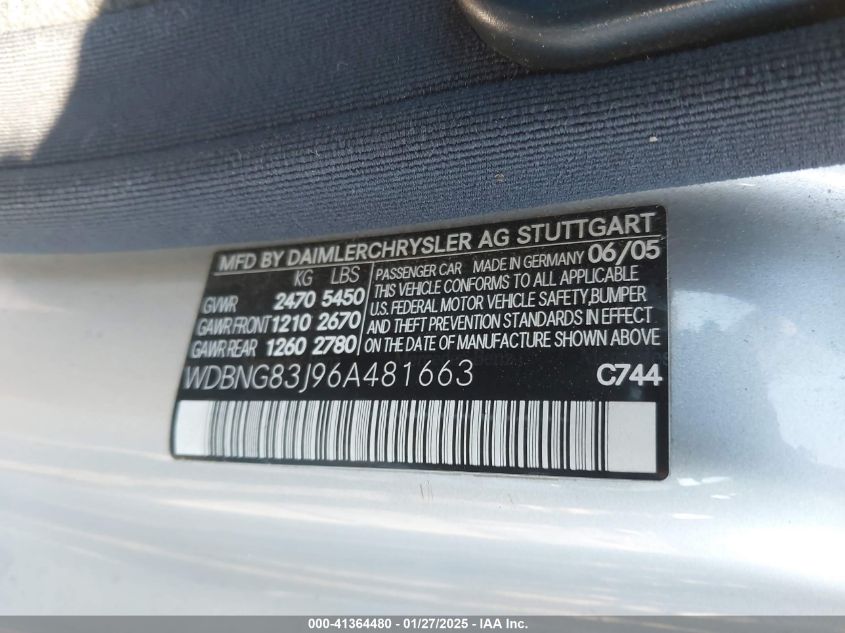 MFD BY DAIMLERCHRYSLER AG STUTTGART
KG LBS
GVWR 2470 5450
GAWR FRONT 1210 2670
GAWR REAR 1260 2780
PASSENGER CAR MADE IN GERMANY 06/05
THIS VEHICLE CONFORMS TO ALL APPLICABLE
U.S. FEDERAL MOTOR VEHICLE SAFETY,BUMPER
AND THEFT PREVENTION STANDARDS IN EFFECT
ON THE DATE OF MANUFACTURE SHOWN ABOVE
WDBNG83J96A481663 C744
000-41364480 - 01/27/2025 - IAA Inc.